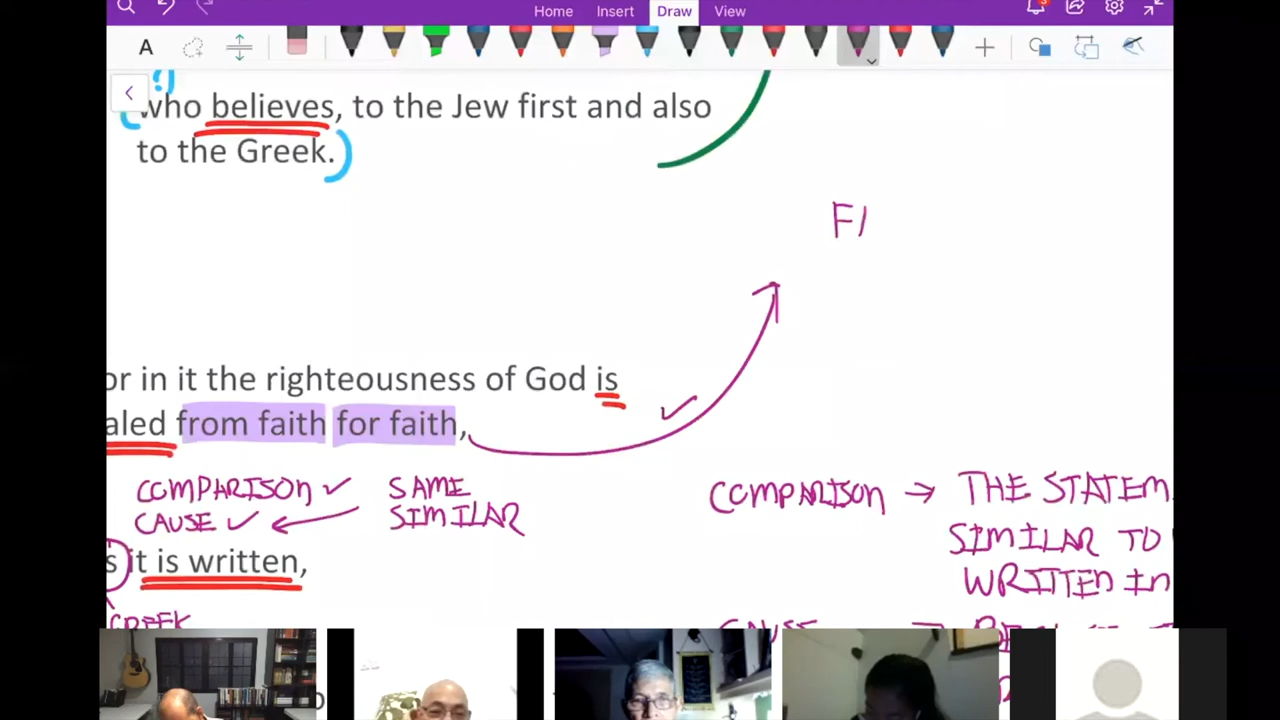 Home Insert Draw View
A
who believes, to the Jew first and also
to the Greek.
or in it the righteousness of God is
aled from faith for faith,
COMPARISON ✓ SAME
CAUSE ✓ SIMILAR
COMPARISON → THE STATEM
SIMILAR TO
WRITTEN IN
s it is written,
GREEK
CAUSE